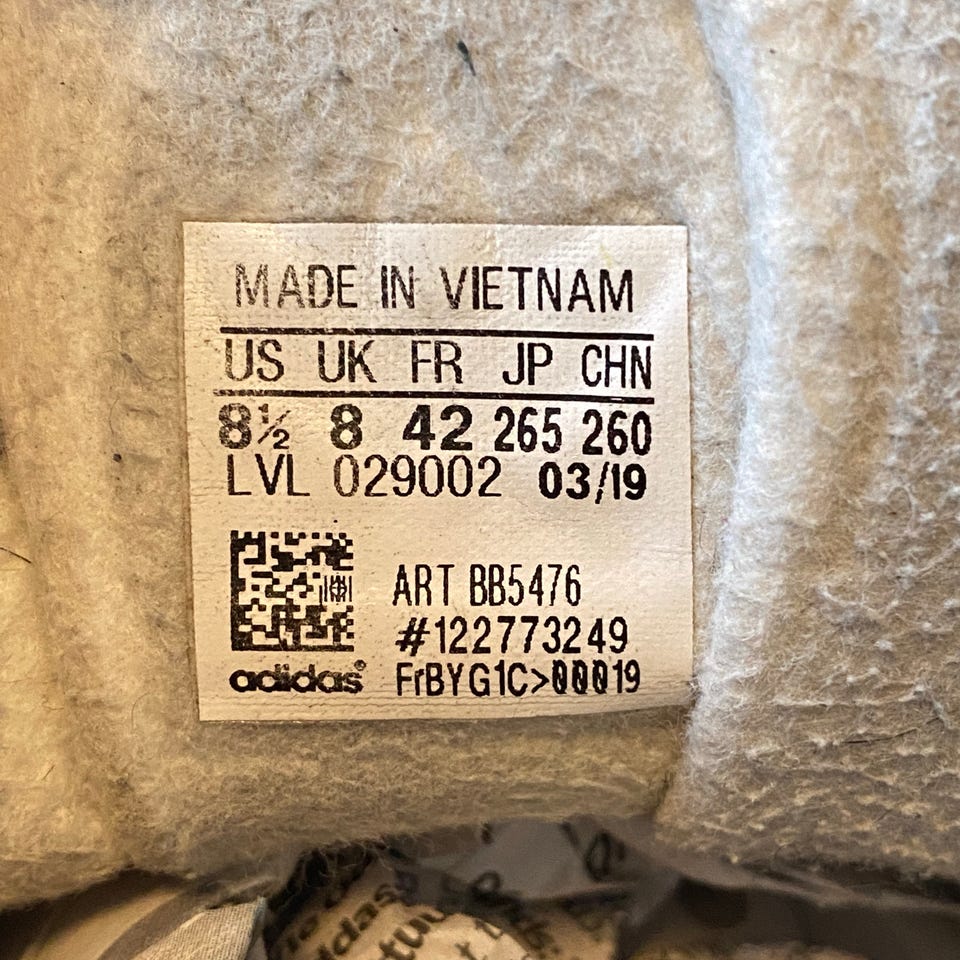 MADE IN VIETNAM
US UK FR JP CHN
8½ 8 42 265 260
LVL 029002 03/19
ART BB5476
#122773249
adidas® FrBYG1C>00019